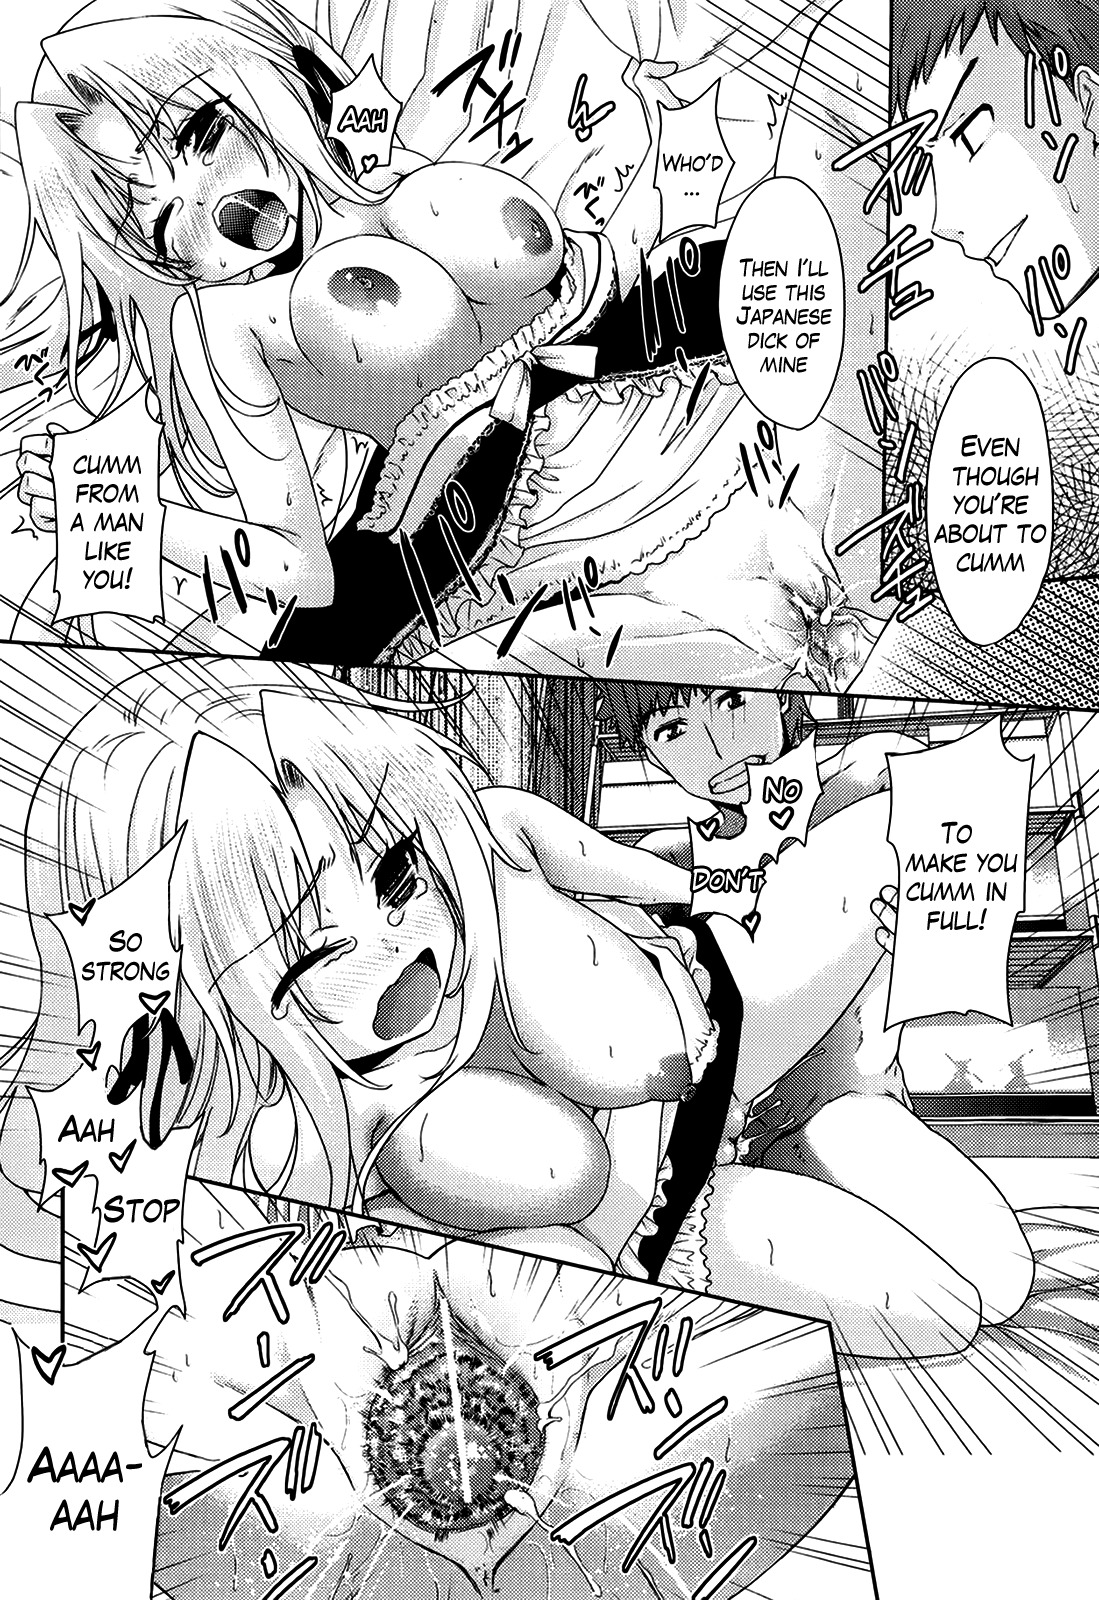 EVEN
THOUGH
YOU'RE
ABOUT TO
CUMM
THEN I'LL
USE THIS
JAPANESE
DICK OF
MINE
WHO'D
...
AAH
CUMM
FROM
A MAN
LIKE
YOU!
TO
MAKE YOU
CUMM IN
FULL!
NO
DON'T
SO
STRONG
AAH
STOP
AAAA-
AAH